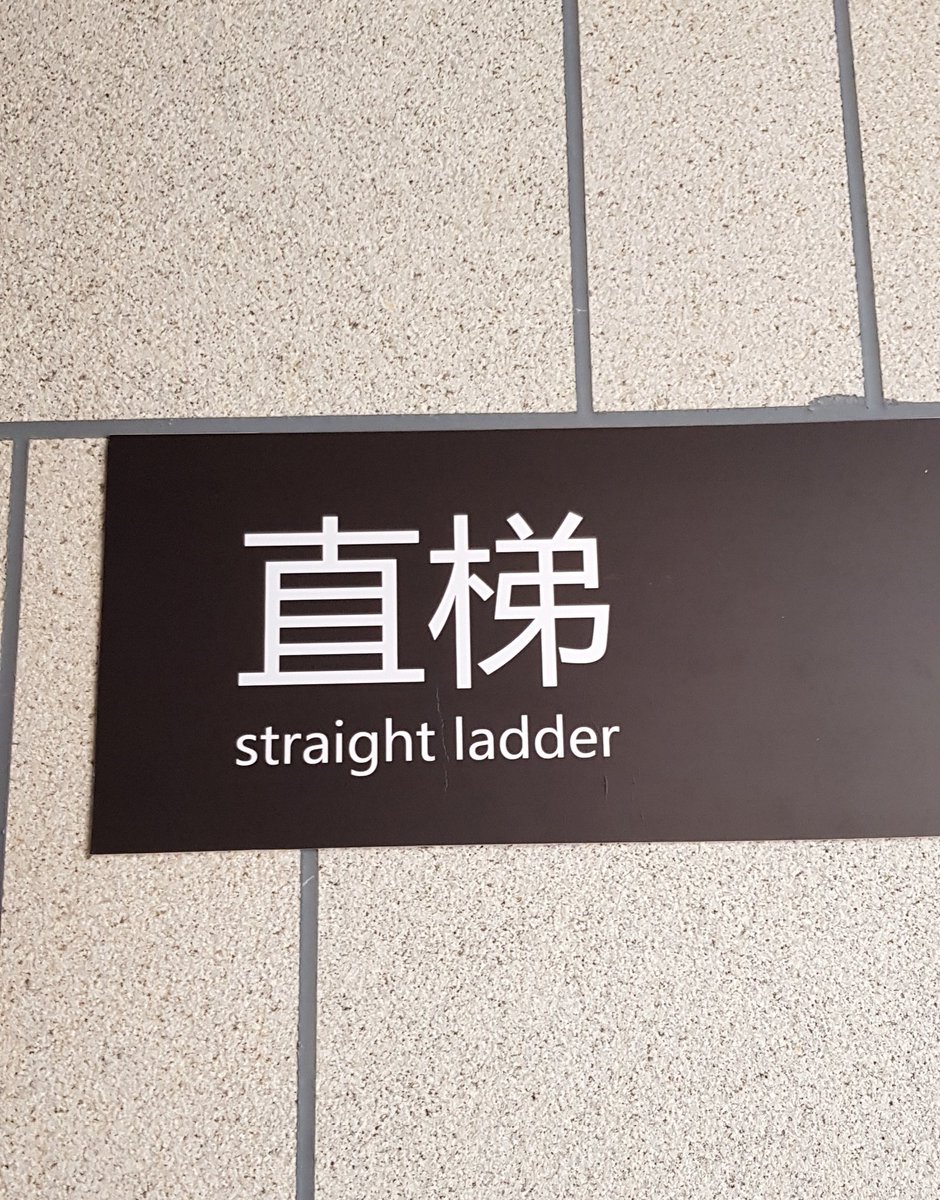 直梯
straight ladder